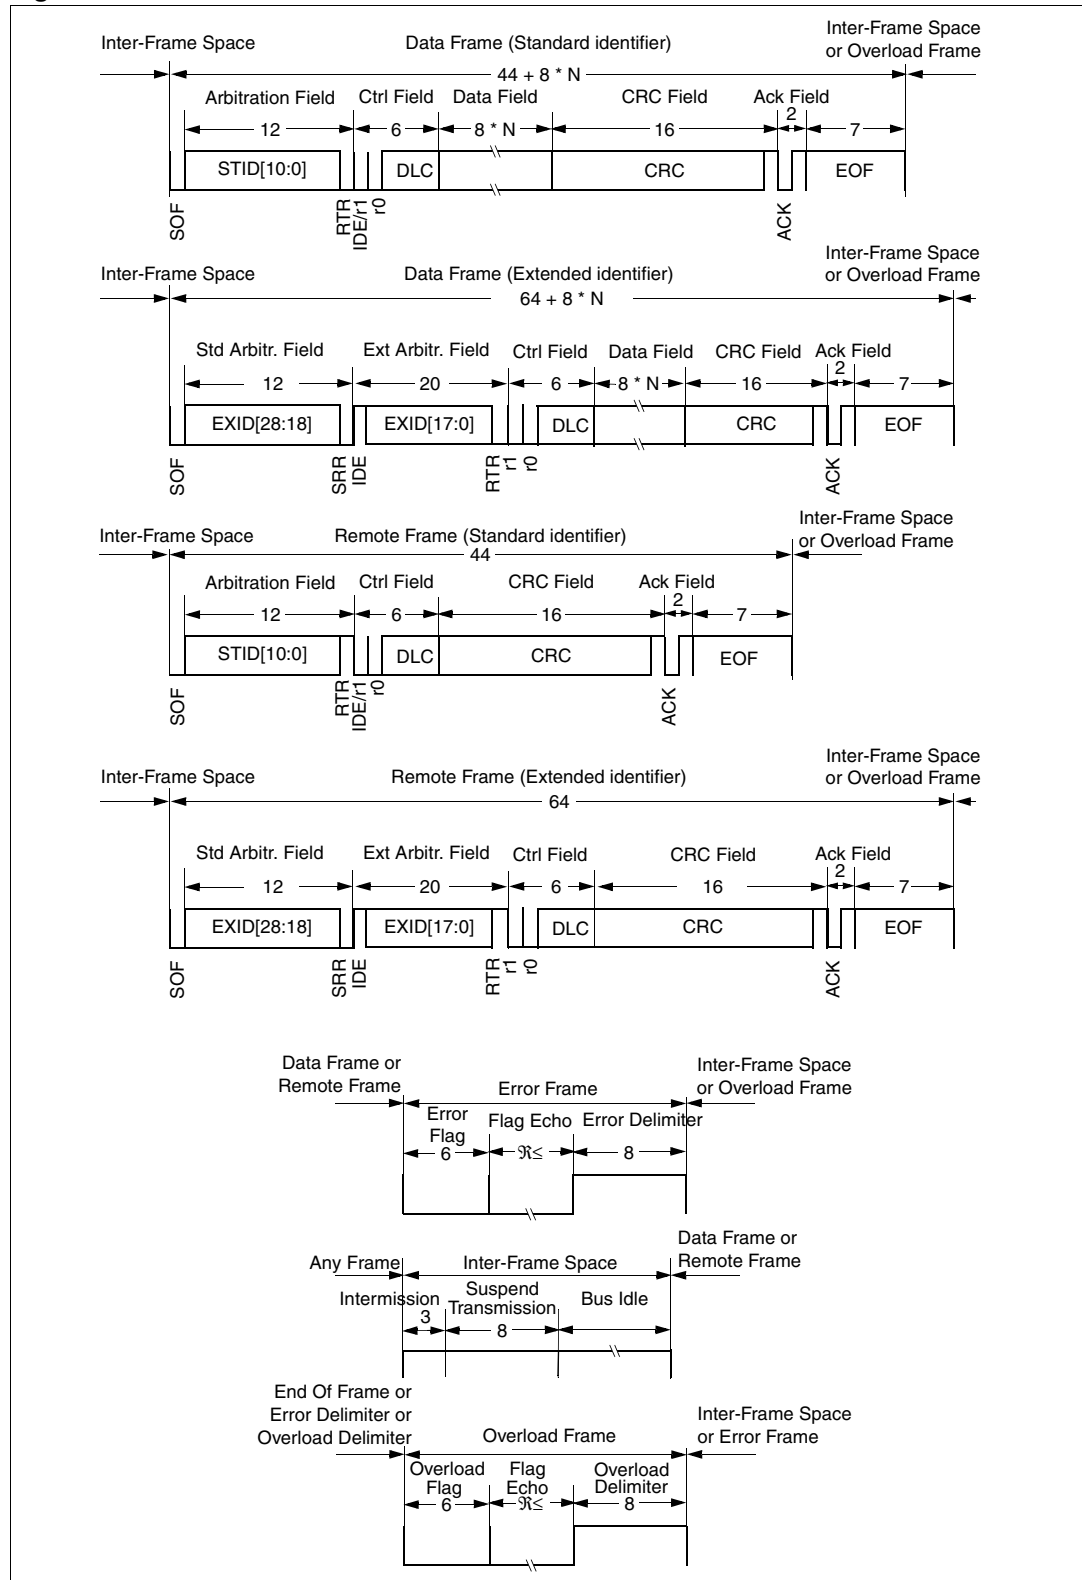 Inter-Frame Space
Data Frame (Standard identifier)
Inter-Frame Space
or Overload Frame
44 + 8 * N
Arbitration Field
Ctrl Field
Data Field
CRC Field
Ack Field
12
6
8 * N
16
2
7
STID[10:0]
DLC
CRC
EOF
SOF
RTR
IDE/r1
r0
ACK
Inter-Frame Space
Data Frame (Extended identifier)
Inter-Frame Space
or Overload Frame
64 + 8 * N
Std Arbitr. Field
Ext Arbitr. Field
Ctrl Field
Data Field
CRC Field
Ack Field
12
20
6
8 * N
16
2
7
EXID[28:18]
EXID[17:0]
DLC
CRC
EOF
SOF
SRR
IDE
RTR
r1
r0
ACK
Inter-Frame Space
Remote Frame (Standard identifier)
Inter-Frame Space
or Overload Frame
44
Arbitration Field
Ctrl Field
CRC Field
Ack Field
12
6
16
2
7
STID[10:0]
DLC
CRC
EOF
SOF
RTR
IDE/r1
r0
ACK
Inter-Frame Space
Remote Frame (Extended identifier)
Inter-Frame Space
or Overload Frame
64
Std Arbitr. Field
Ext Arbitr. Field
Ctrl Field
CRC Field
Ack Field
12
20
6
16
2
7
EXID[28:18]
EXID[17:0]
DLC
CRC
EOF
SOF
SRR
IDE
RTR
r1
r0
ACK
Data Frame or
Remote Frame
Error Frame
Inter-Frame Space
or Overload Frame
Error
Flag
Flag Echo
Error Delimiter
6
ℜ≤
8
Any Frame
Inter-Frame Space
Data Frame or
Remote Frame
Intermission
Suspend
Transmission
Bus Idle
3
8
End Of Frame or
Error Delimiter or
Overload Delimiter
Overload Frame
Inter-Frame Space
or Error Frame
Overload
Flag
Flag
Echo
Overload
Delimiter
6
ℜ≤
8